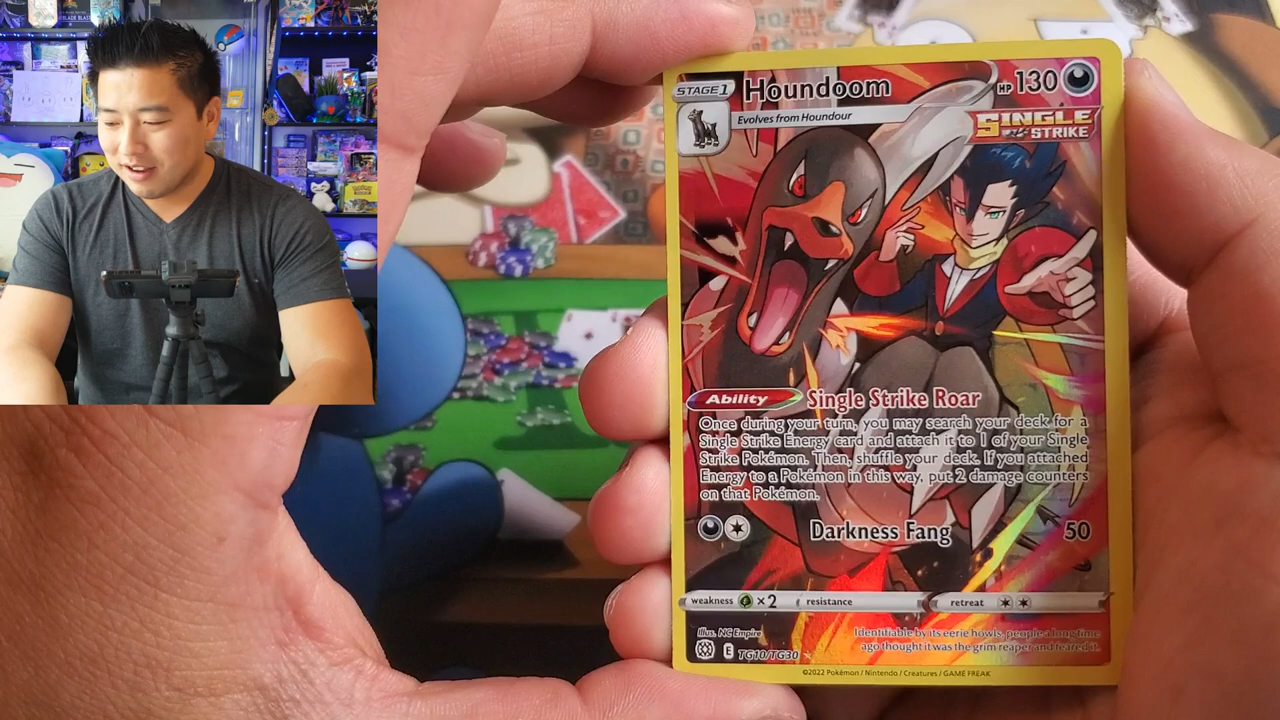 STAGE 1
Houndoom
HP 130
Evolves from Houndour
SINGLE
STRIKE
Ability Single Strike Roar
Once during your turn, you may search your deck for a
Single Strike Energy card and attach it to 1 of your Single
Strike Pokémon. Then, shuffle your deck. If you attached
Energy to a Pokémon in this way, put 2 damage counters
on that Pokémon.
Darkness Fang 50
weakness ×2 resistance retreat
Illus. NC Empire
E TG10/TG30
Identifiable by its eerie howls, people a long time
ago thought it was the grim reaper and feared it.
©2022 Pokémon / Nintendo / Creatures / GAME FREAK